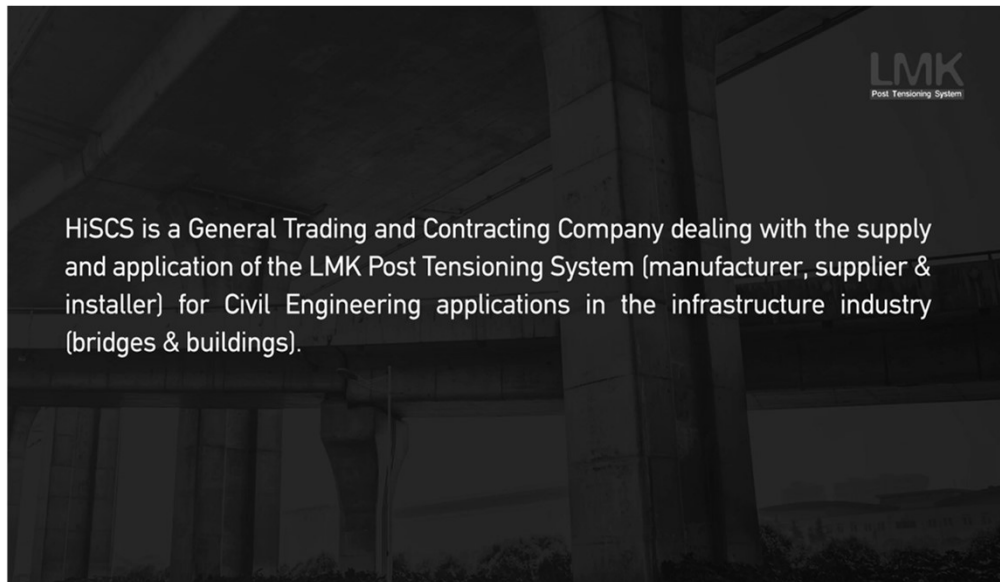 LMK
Post Tensioning System
HiSCS is a General Trading and Contracting Company dealing with the supply
and application of the LMK Post Tensioning System (manufacturer, supplier &
installer) for Civil Engineering applications in the infrastructure industry
(bridges & buildings).